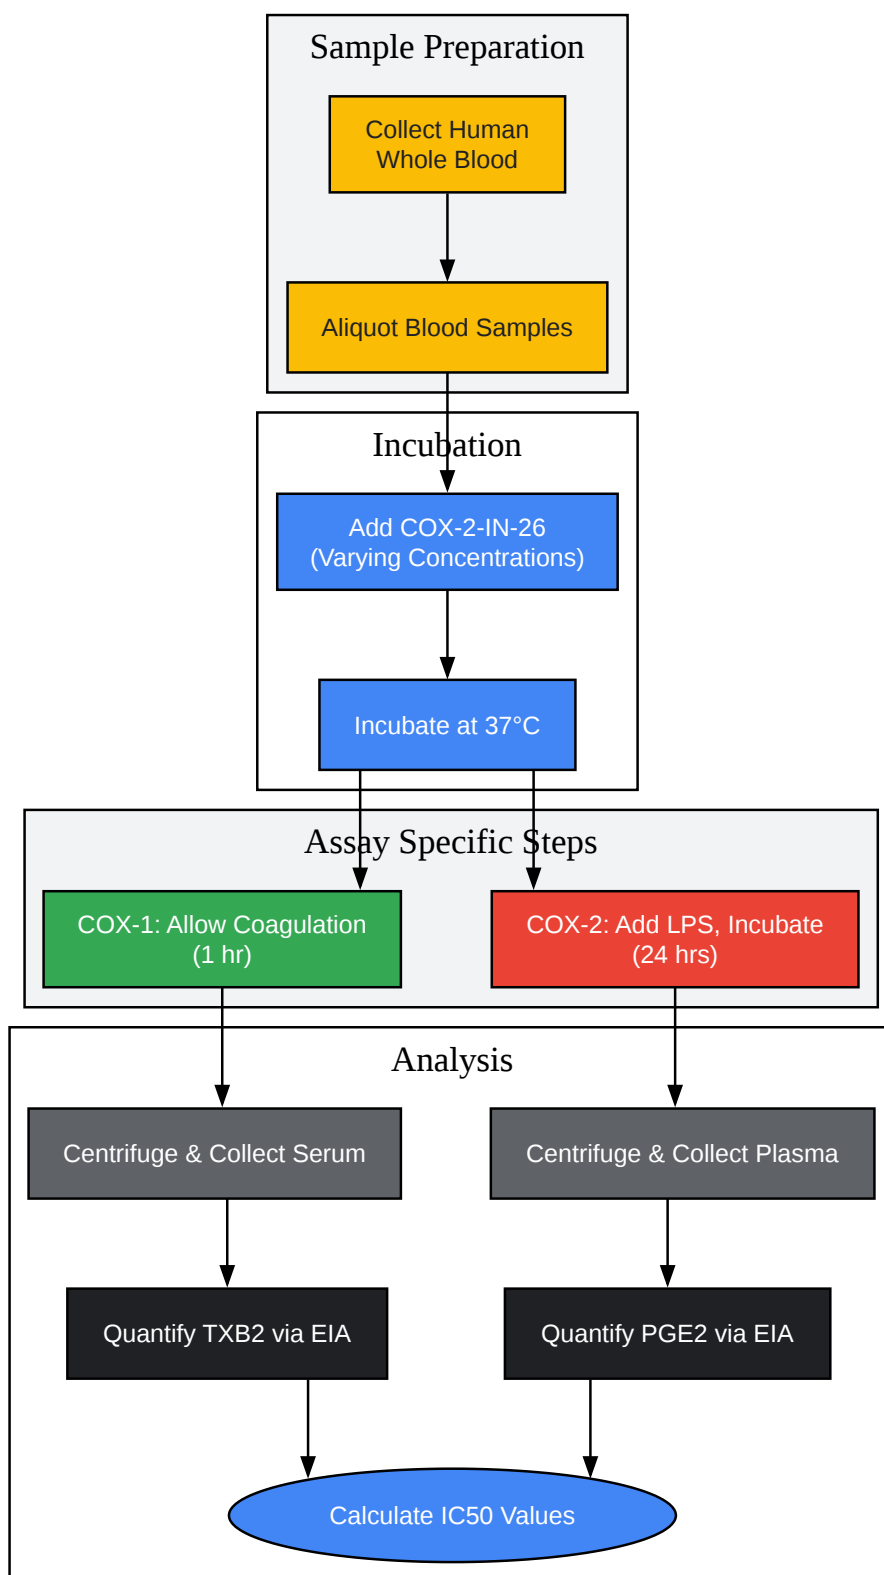 Sample Preparation
Collect Human
Whole Blood
Aliquot Blood Samples
Incubation
Add COX-2-IN-26
(Varying Concentrations)
Incubate at 37°C
Assay Specific Steps
COX-1: Allow Coagulation
(1 hr)
COX-2: Add LPS, Incubate
(24 hrs)
Analysis
Centrifuge & Collect Serum
Centrifuge & Collect Plasma
Quantify TXB2 via EIA
Quantify PGE2 via EIA
Calculate IC50 Values